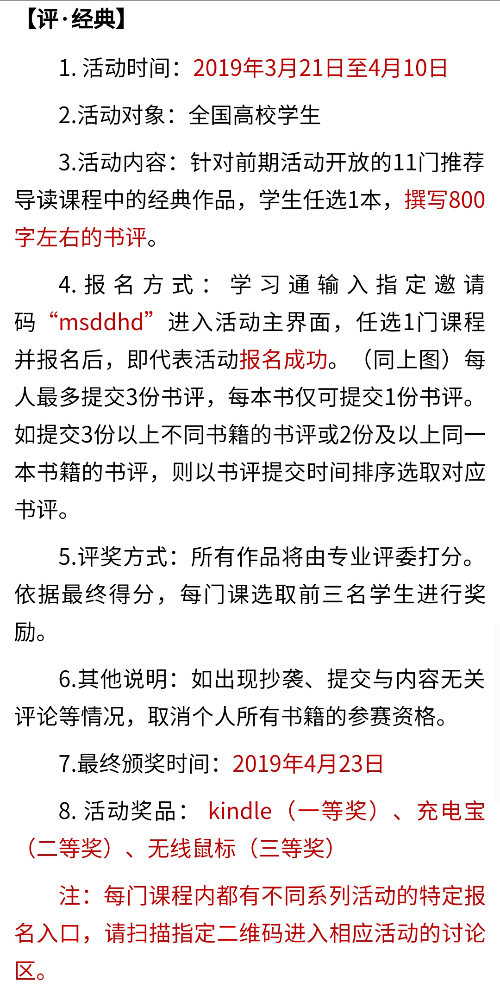 【评·经典】
1. 活动时间：2019年3月21日至4月10日
2.活动对象：全国高校学生
3.活动内容：针对前期活动开放的11门推荐
导读课程中的经典作品，学生任选1本，撰写800
字左右的书评。
4. 报名方式：学习通输入指定邀请
码“msddhd”进入活动主界面，任选1门课程
并报名后，即代表活动报名成功。（同上图）每
人最多提交3份书评，每本书仅可提交1份书评。
如提交3份以上不同书籍的书评或2份及以上同一
本书籍的书评，则以书评提交时间排序选取对应
书评。
5.评奖方式：所有作品将由专业评委打分。
依据最终得分，每门课选取前三名学生进行奖
励。
6.其他说明：如出现抄袭、提交与内容无关
评论等情况，取消个人所有书籍的参赛资格。
7.最终颁奖时间：2019年4月23日
8. 活动奖品： kindle（一等奖）、充电宝
（二等奖）、无线鼠标（三等奖）
注：每门课程内都有不同系列活动的特定报
名入口，请扫描指定二维码进入相应活动的讨论
区。